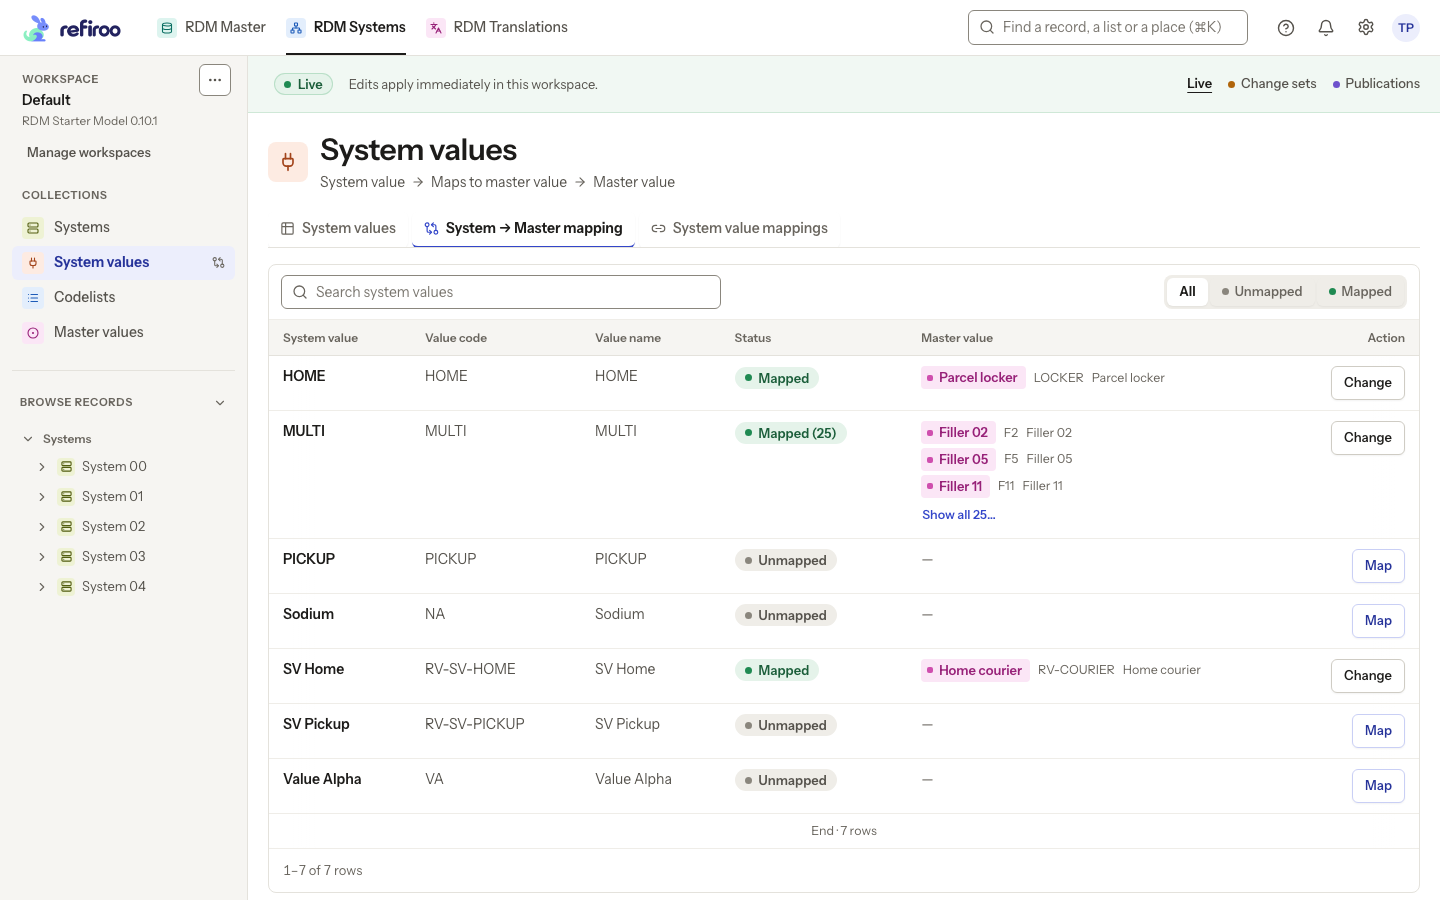 refiroo
RDM Master
RDM Systems
RDM Translations
Find a record, a list or a place (⌘K)
TP
WORKSPACE
Default
RDM Starter Model 0.10.1
Manage workspaces
COLLECTIONS
Systems
System values
Codelists
Master values
BROWSE RECORDS
Systems
System 00
System 01
System 02
System 03
System 04
Live Edits apply immediately in this workspace.
Live Change sets Publications
System values
System value → Maps to master value → Master value
System values System → Master mapping System value mappings
Search system values
All Unmapped Mapped
System value Value code Value name Status Master value Action
HOME HOME HOME Mapped Parcel locker LOCKER Parcel locker Change
MULTI MULTI MULTI Mapped (25) Filler 02 F2 Filler 02 Change
Filler 05 F5 Filler 05
Filler 11 F11 Filler 11
Show all 25...
PICKUP PICKUP PICKUP Unmapped — Map
Sodium NA Sodium Unmapped — Map
SV Home RV-SV-HOME SV Home Mapped Home courier RV-COURIER Home courier Change
SV Pickup RV-SV-PICKUP SV Pickup Unmapped — Map
Value Alpha VA Value Alpha Unmapped — Map
End · 7 rows
1–7 of 7 rows